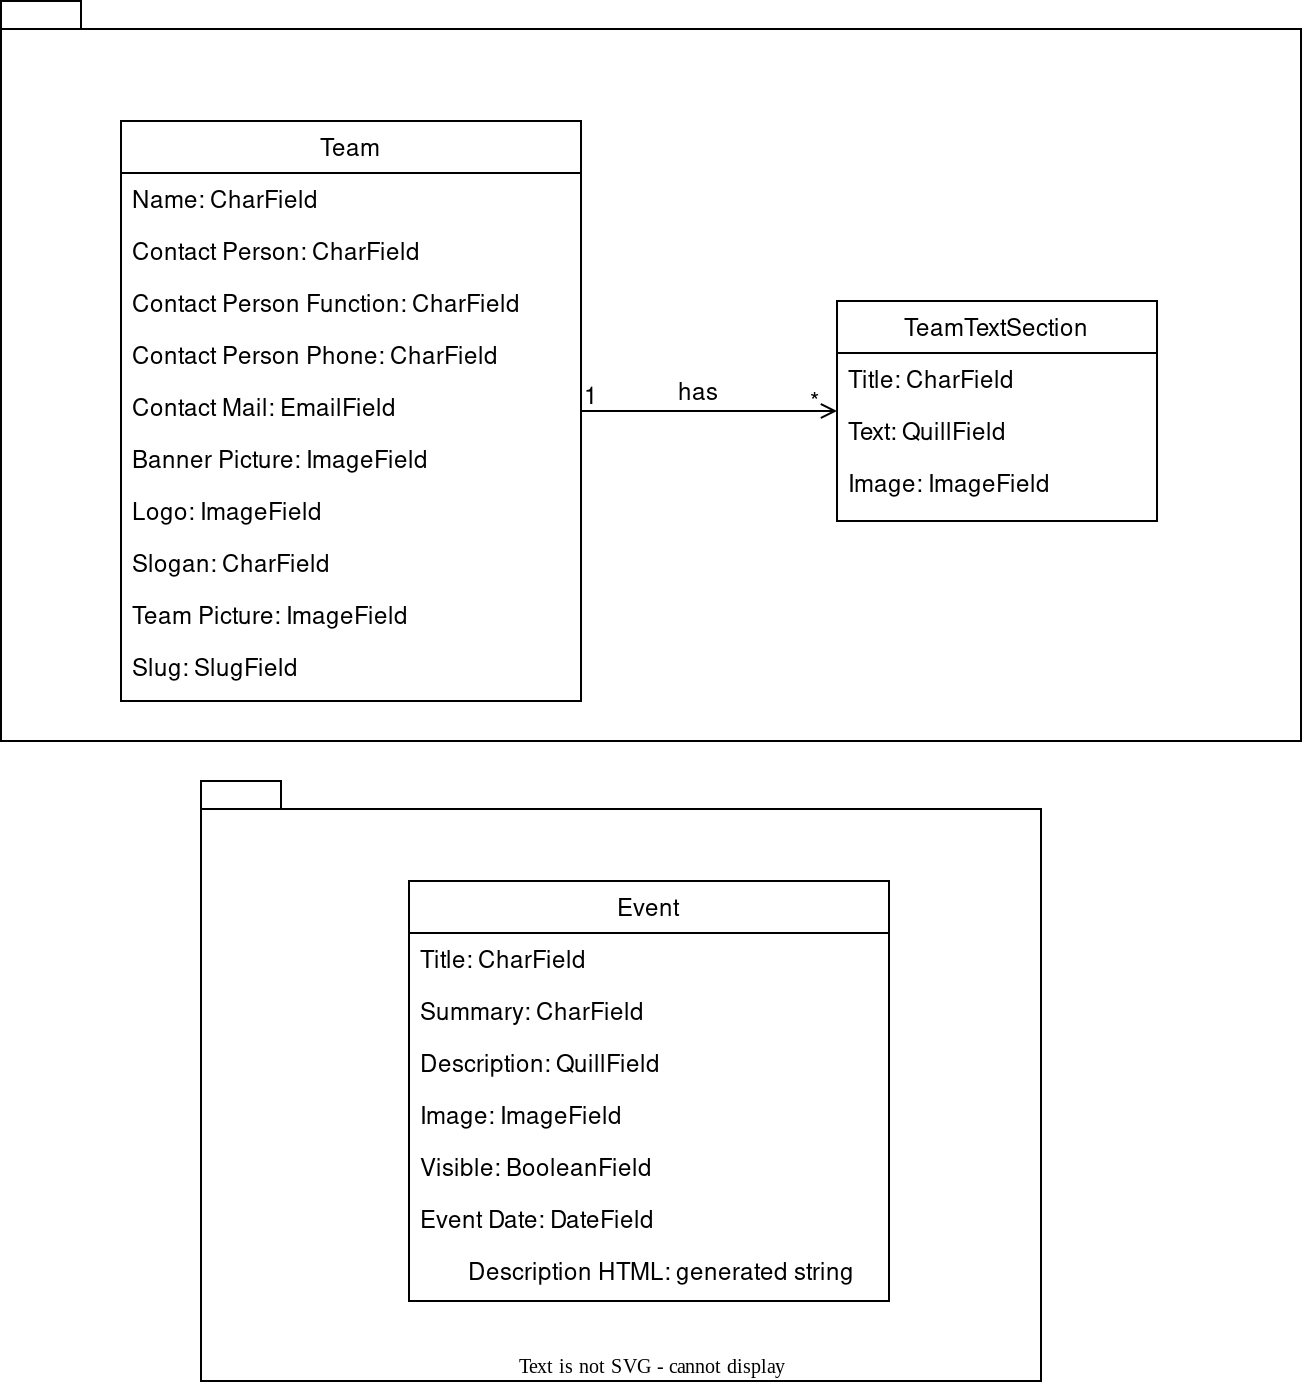 Team
Name: CharField
Contact Person: CharField
Contact Person Function: CharField
Contact Person Phone: CharField
Contact Mail: EmailField
Banner Picture: ImageField
Logo: ImageField
Slogan: CharField
Team Picture: ImageField
Slug: SlugField
1
has
*
TeamTextSection
Title: CharField
Text: QuillField
Image: ImageField
Event
Title: CharField
Summary: CharField
Description: QuillField
Image: ImageField
Visible: BooleanField
Event Date: DateField
Description HTML: generated string
Text is not SVG - cannot display